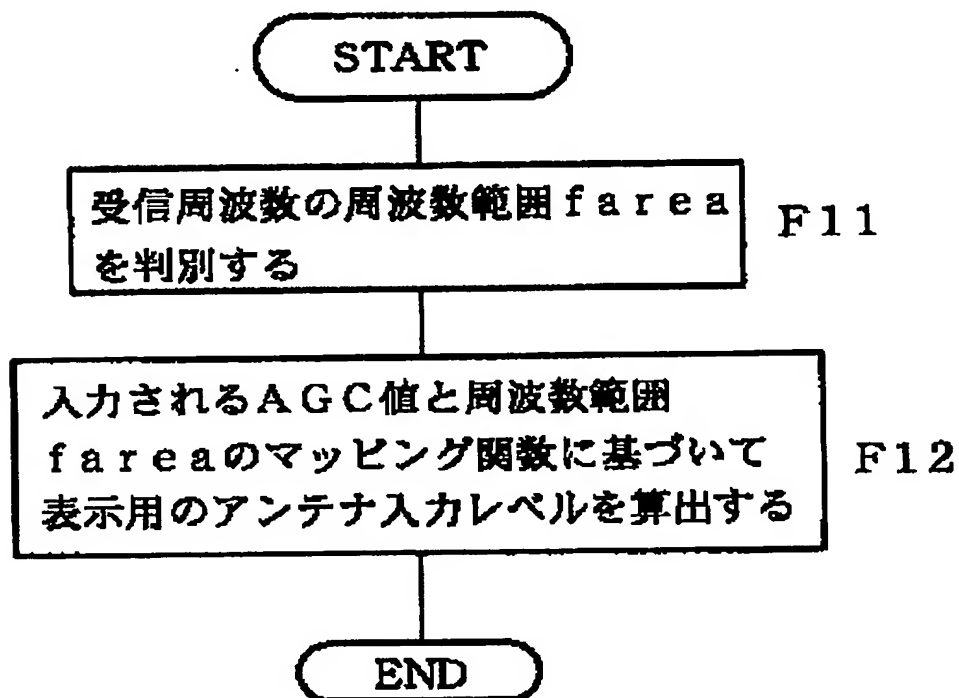 START
受信周波数の周波数範囲farea
を判別する
F11
入力されるAGC値と周波数範囲
fareaのマッピング関数に基づいて
表示用のアンテナ入力レベルを算出する
F12
END